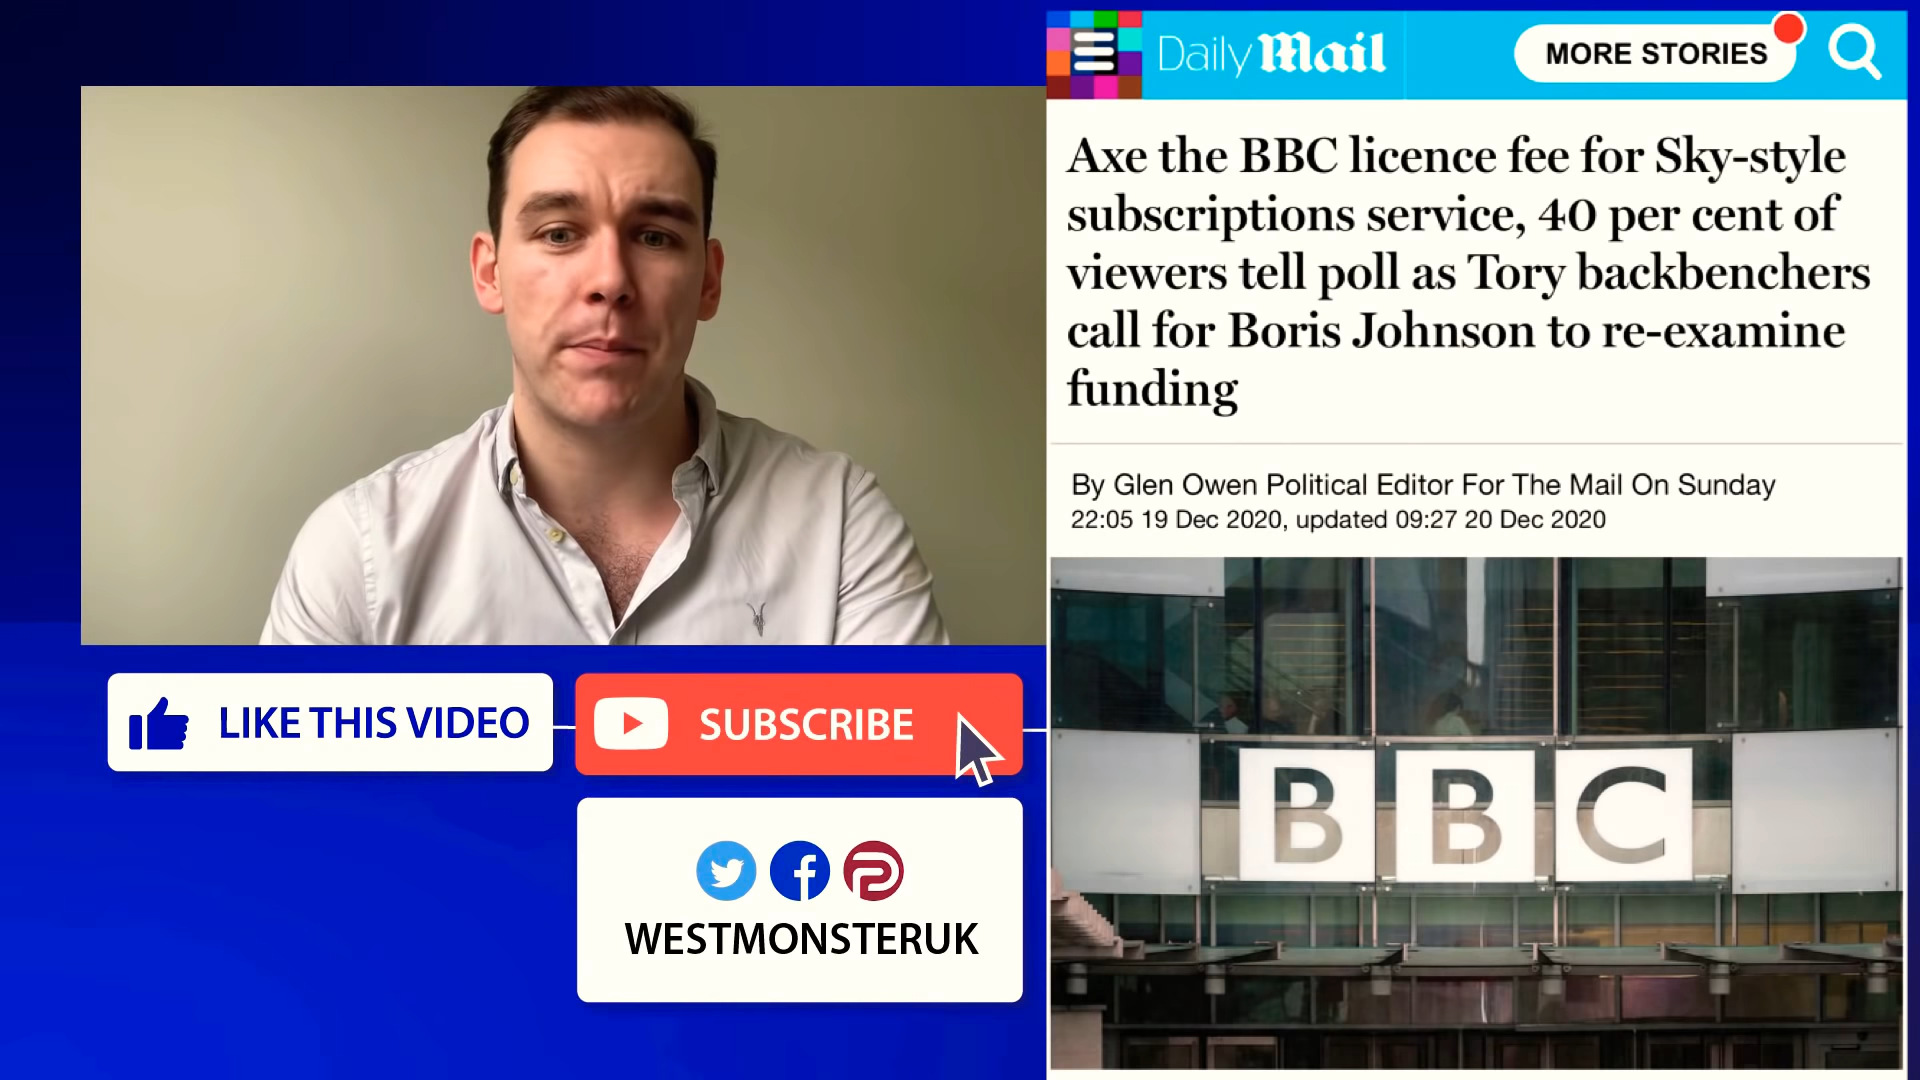 Daily Mail
MORE STORIES
Axe the BBC licence fee for Sky-style
subscriptions service, 40 per cent of
viewers tell poll as Tory backbenchers
call for Boris Johnson to re-examine
funding
By Glen Owen Political Editor For The Mail On Sunday
22:05 19 Dec 2020, updated 09:27 20 Dec 2020
BBC
LIKE THIS VIDEO
SUBSCRIBE
WESTMONSTERUK